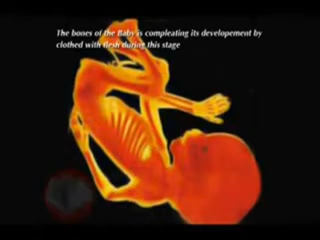 The bones of the Baby is compleating its developement by
clothed with flesh during this stage